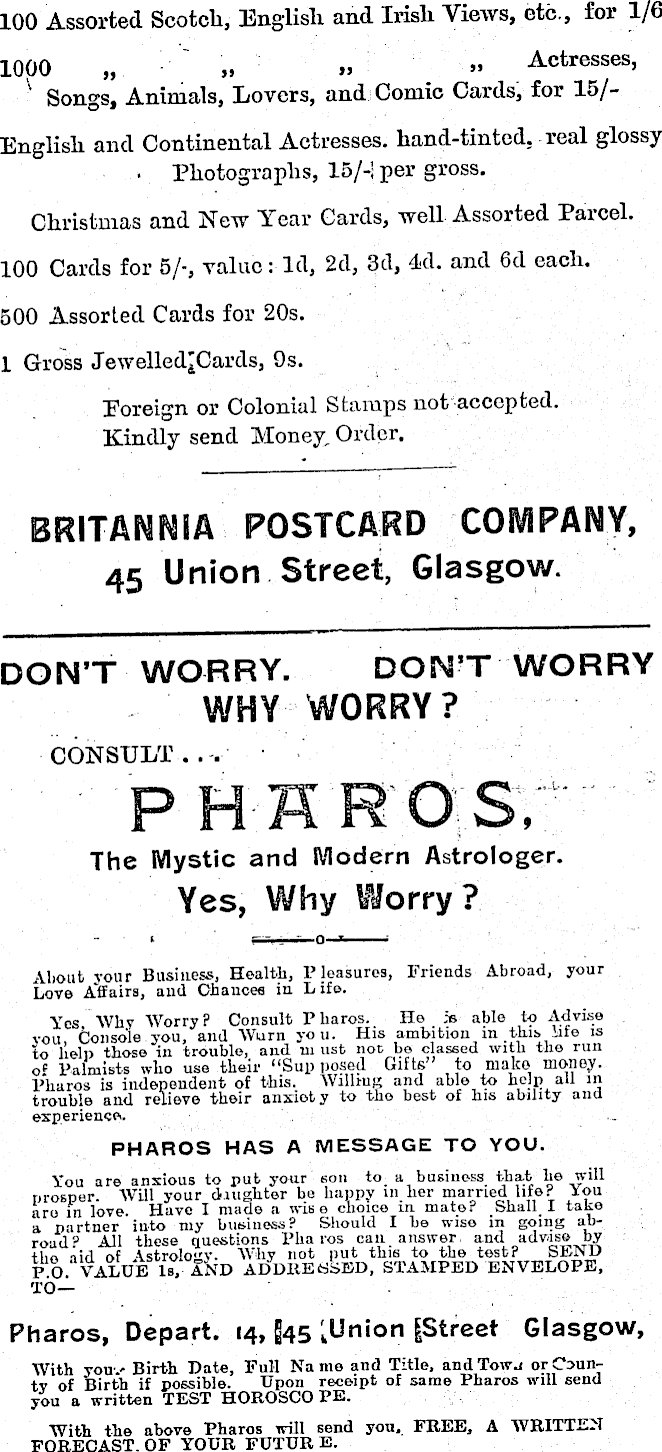 100 Assorted Scotch, English and Irish Views, etc., for 1/6
1000 „ „ „ „ Actresses,
Songs, Animals, Lovers, and Comic Cards, for 15/-
English and Continental Actresses. hand-tinted, real glossy
Photographs, 15/- per gross.
Christmas and New Year Cards, well Assorted Parcel.
100 Cards for 5/-, value: 1d, 2d, 3d, 4d. and 6d each.
500 Assorted Cards for 20s.
1 Gross Jewelled Cards, 9s.
Foreign or Colonial Stamps not accepted.
Kindly send Money Order.
BRITANNIA POSTCARD COMPANY,
45 Union Street, Glasgow.
DON'T WORRY. DON'T WORRY
WHY WORRY?
CONSULT...
PHAROS,
The Mystic and Modern Astrologer.
Yes, Why Worry?
About your Business, Health, Pleasures, Friends Abroad, your
Love Affairs, and Chances in Life.
Yes, Why Worry? Consult Pharos. He is able to Advise
you, Console you, and Warn you. His ambition in this life is
to help those in trouble, and must not be classed with the run
of Palmists who use their "Supposed Gifts" to make money.
Pharos is independent of this. Willing and able to help all in
trouble and relieve their anxiety to the best of his ability and
experience.
PHAROS HAS A MESSAGE TO YOU.
You are anxious to put your son to a business that he will
prosper. Will your daughter be happy in her married life? You
are in love. Have I made a wise choice in mate? Shall I take
a partner into my business? Should I be wise in going ab-
road? All these questions Pharos can answer and advise by
the aid of Astrology. Why not put this to the test? SEND
P.O. VALUE 1s, AND ADDRESSED, STAMPED ENVELOPE,
TO—
Pharos, Depart. 14, 45 Union Street Glasgow,
With your Birth Date, Full Name and Title, and Town or Coun-
ty of Birth if possible. Upon receipt of same Pharos will send
you a written TEST HOROSCOPE.
With the above Pharos will send you, FREE, A WRITTEN
FORECAST OF YOUR FUTURE.